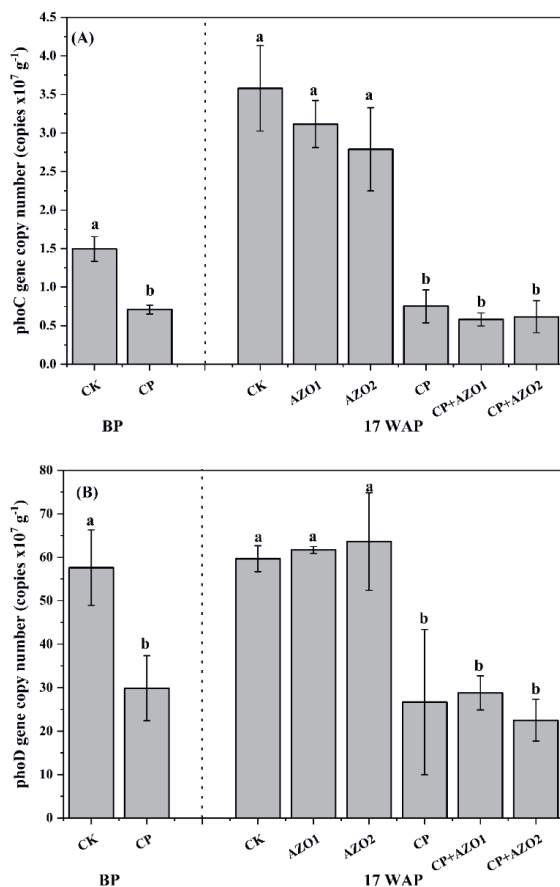 (A)
phoC gene copy number (copies x10⁷ g⁻¹)
4.5
4.0
3.5
3.0
2.5
2.0
1.5
1.0
0.5
0.0
a
b
a
a
a
b
b
b
CK
CP
CK
AZO1
AZO2
CP
CP+AZO1
CP+AZO2
BP
17 WAP
(B)
phoD gene copy number (copies x10⁷ g⁻¹)
80
70
60
50
40
30
20
10
0
a
b
a
a
a
b
b
b
CK
CP
CK
AZO1
AZO2
CP
CP+AZO1
CP+AZO2
BP
17 WAP